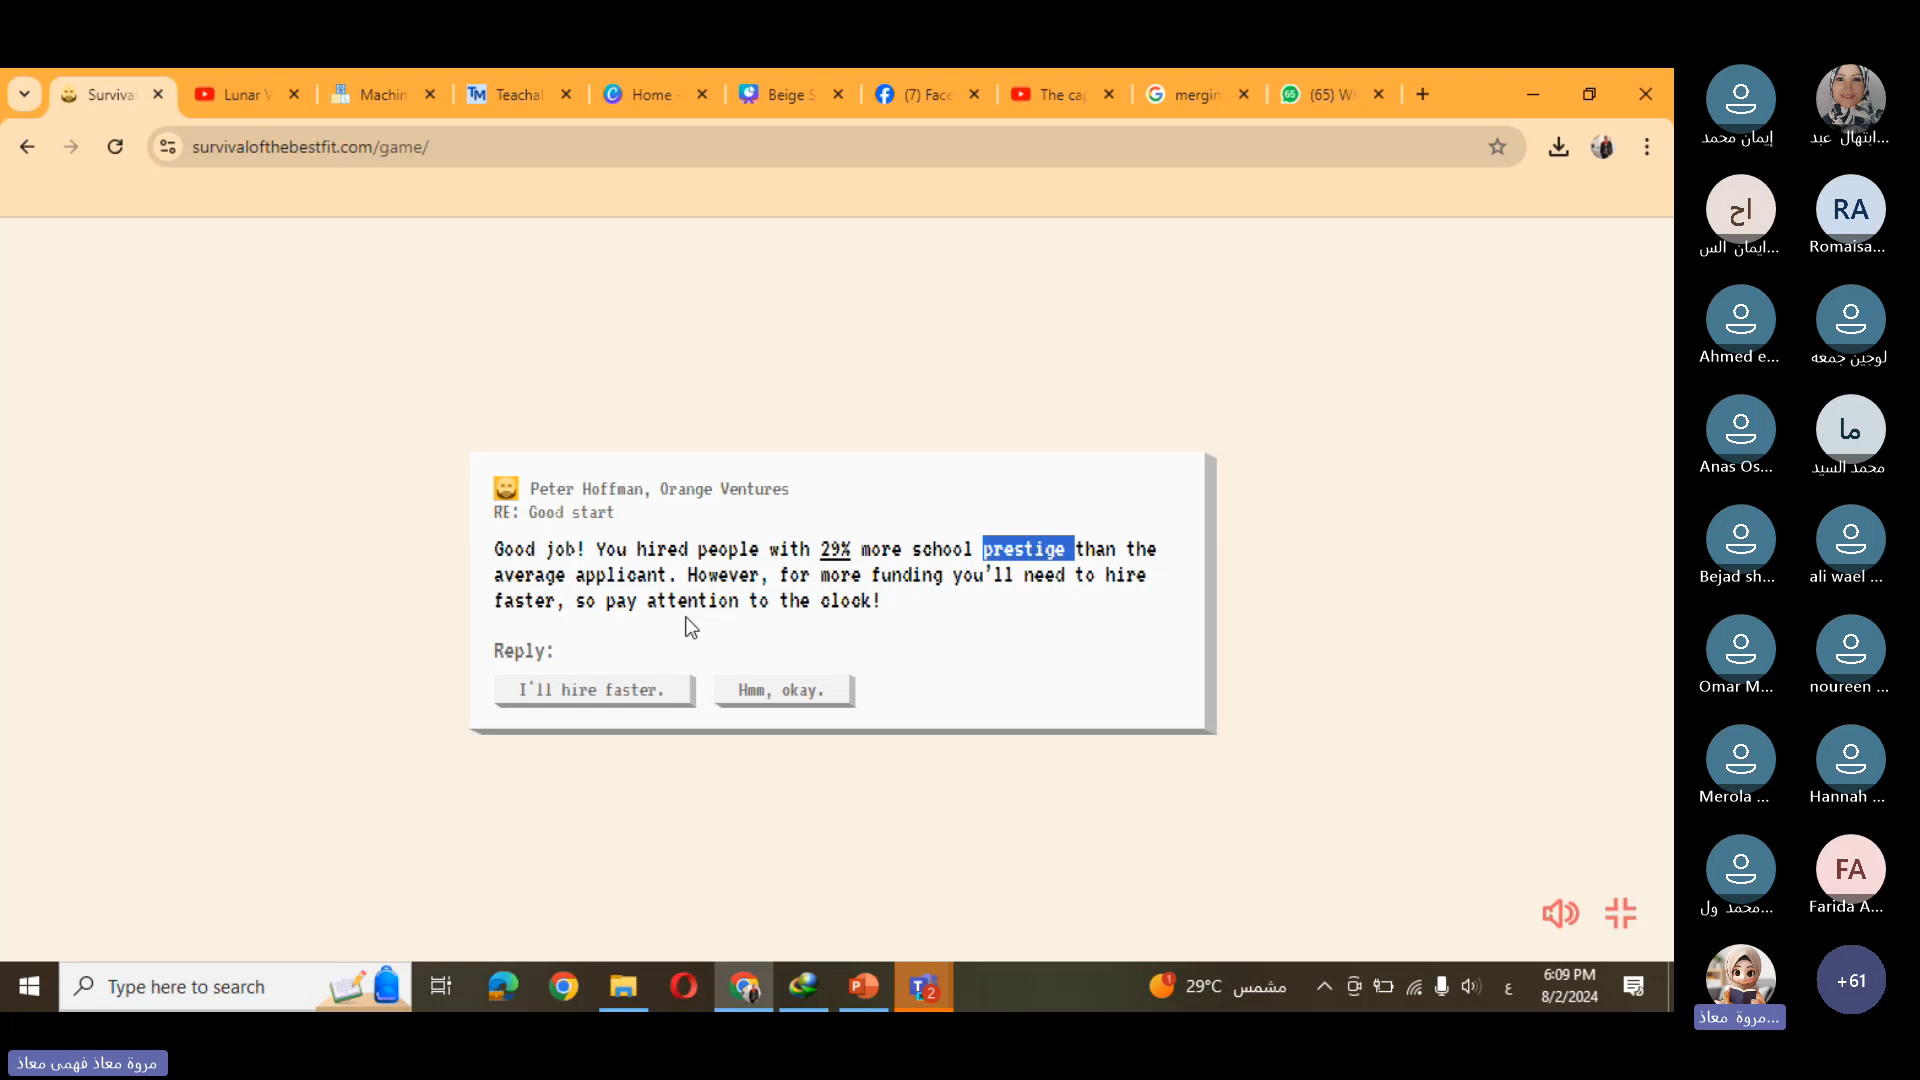 Surviva
Lunar V
Machin
Teachal
Home -
Beige S
(7) Face
The cap
mergin
(65) W
survivalofthebestfit.com/game/
Peter Hoffman, Orange Ventures
RE: Good start
Good job! You hired people with 29% more school prestige than the
average applicant. However, for more funding you'll need to hire
faster, so pay attention to the clock!
Reply:
I'll hire faster.
Hmm, okay.
إيمان محمد
ابتهال عبد...
اح
ايمان الس...
RA
Romaisa...
Ahmed e...
لوجين جمعه
Anas Os...
ما
محمد السيد
Bejad sh...
ali wael ...
Omar M...
noureen ...
Merola ...
Hannah ...
محمد ول...
FA
Farida A...
مروة معاذ...
+61
Type here to search
29°C مشمس
ع
6:09 PM
8/2/2024
مروة معاذ فهمى معاذ